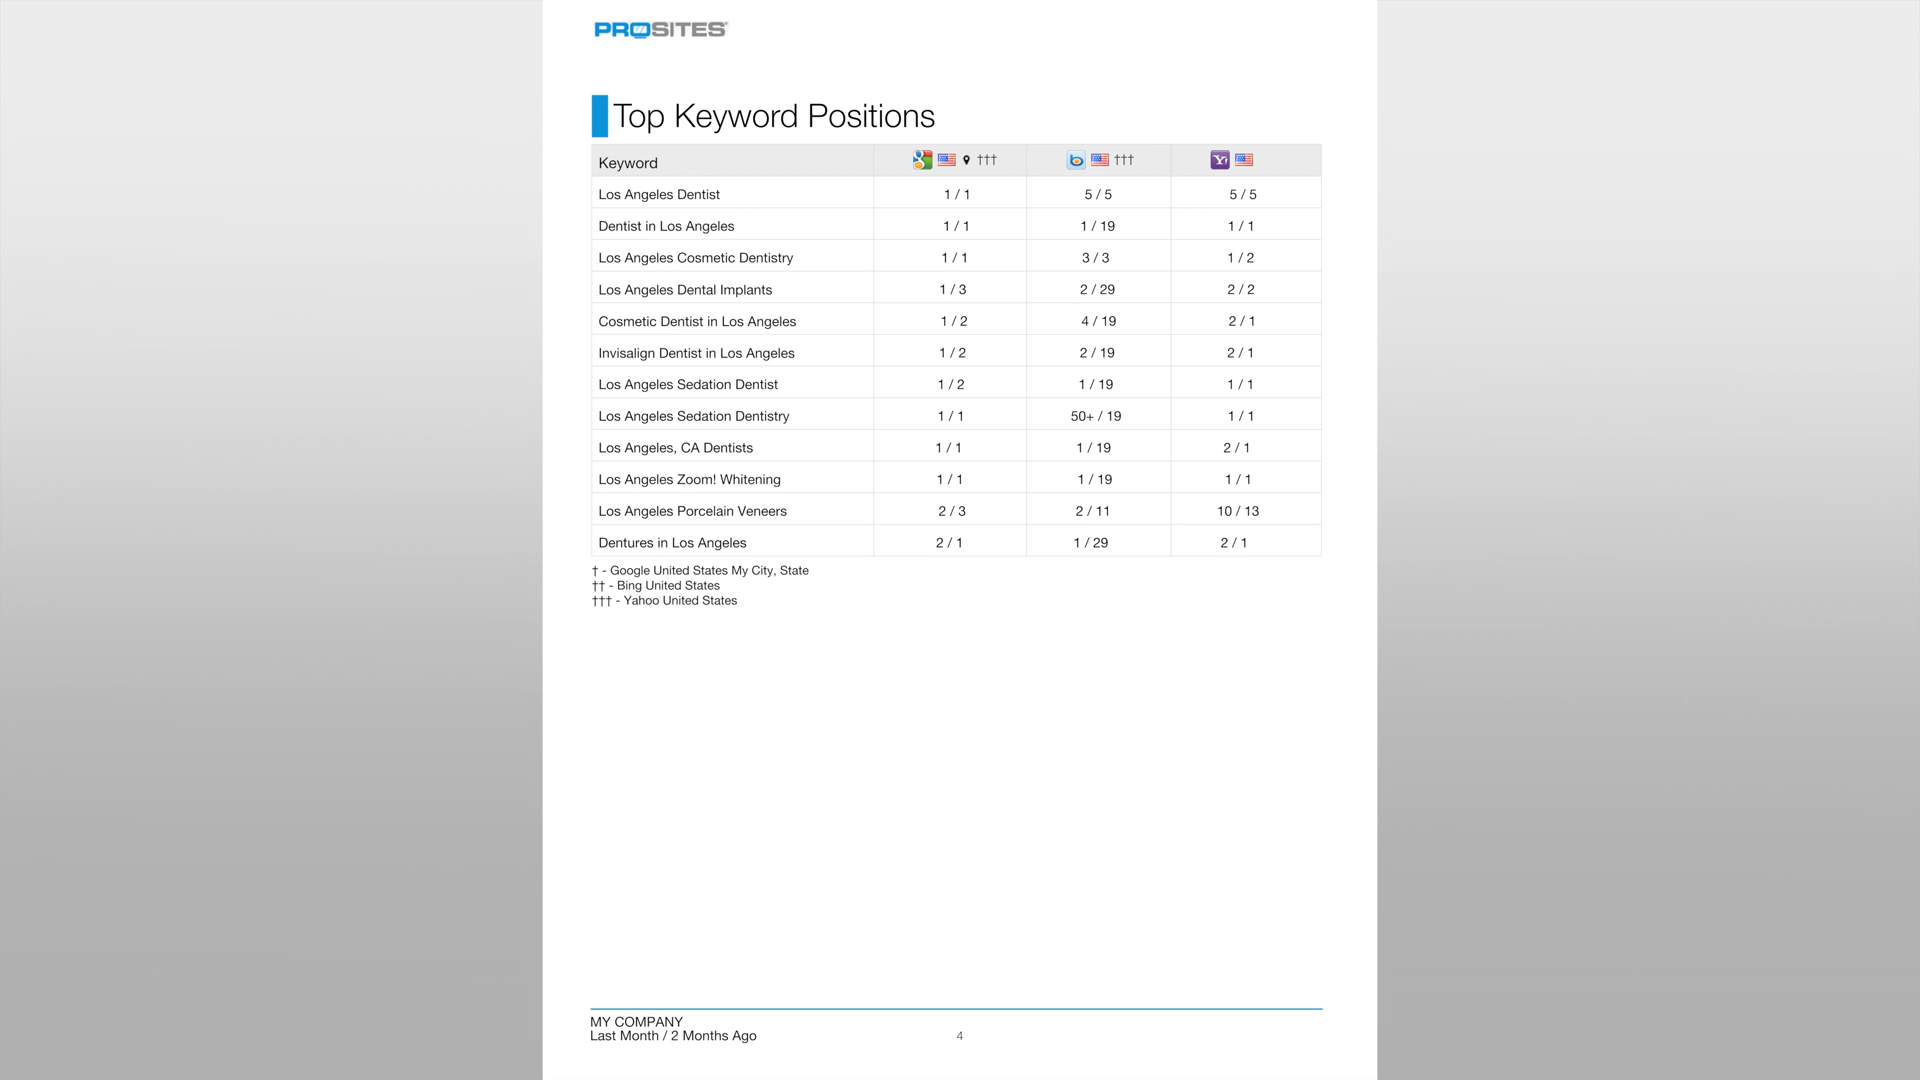 PROSITES
Top Keyword Positions
Keyword ††† †††
Los Angeles Dentist 1 / 1 5 / 5 5 / 5
Dentist in Los Angeles 1 / 1 1 / 19 1 / 1
Los Angeles Cosmetic Dentistry 1 / 1 3 / 3 1 / 2
Los Angeles Dental Implants 1 / 3 2 / 29 2 / 2
Cosmetic Dentist in Los Angeles 1 / 2 4 / 19 2 / 1
Invisalign Dentist in Los Angeles 1 / 2 2 / 19 2 / 1
Los Angeles Sedation Dentist 1 / 2 1 / 19 1 / 1
Los Angeles Sedation Dentistry 1 / 1 50+ / 19 1 / 1
Los Angeles, CA Dentists 1 / 1 1 / 19 2 / 1
Los Angeles Zoom! Whitening 1 / 1 1 / 19 1 / 1
Los Angeles Porcelain Veneers 2 / 3 2 / 11 10 / 13
Dentures in Los Angeles 2 / 1 1 / 29 2 / 1
† - Google United States My City, State
†† - Bing United States
††† - Yahoo United States
MY COMPANY
Last Month / 2 Months Ago 4